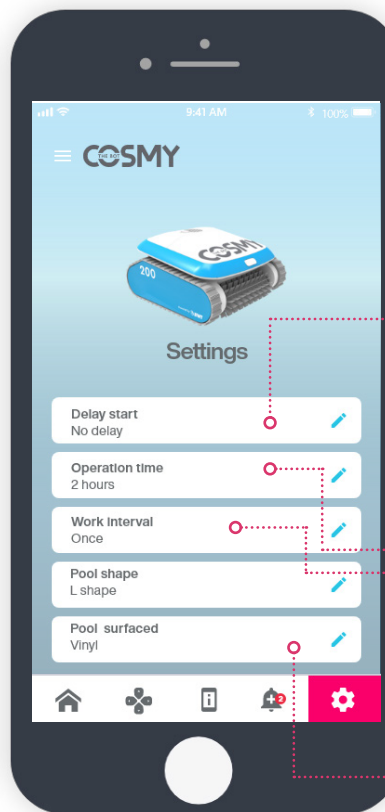 9:41 AM
100%
COSMY
THE BOT
COSMY
200
Settings
Delay start
No delay
Operation time
2 hours
Work interval
Once
Pool shape
L shape
Pool surfaced
Vinyl